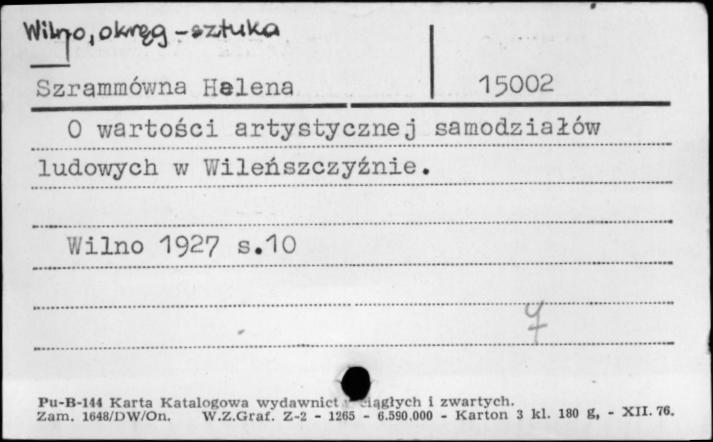 Wilno, okręg - sztuka
Szrammówna Helena 15002
O wartości artystycznej samodziałów
ludowych w Wileńszczyźnie.
Wilno 1927 s.10
Pu-B-144 Karta Katalogowa wydawnict ciągłych i zwartych.
Zam. 1648/DW/On. W.Z.Graf. Z-2 - 1265 - 6.590.000 - Karton 3 kl. 180 g, - XII. 76.